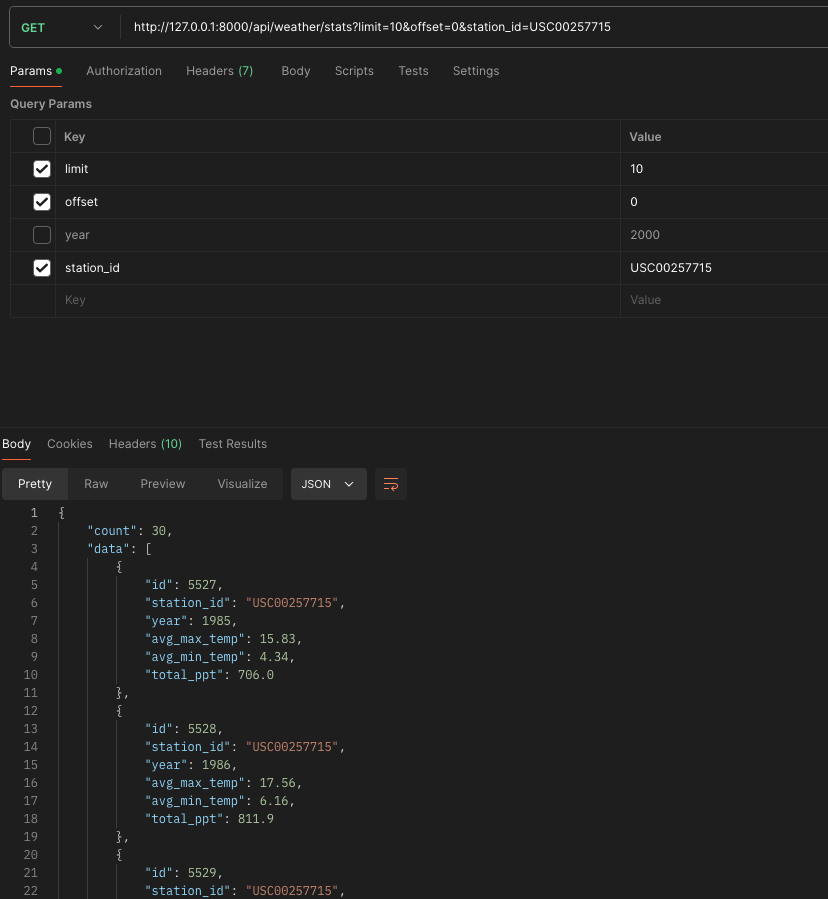 GET http://127.0.0.1:8000/api/weather/stats?limit=10&offset=0&station_id=USC00257715
Params Authorization Headers (7) Body Scripts Tests Settings
Query Params
Key Value
limit 10
offset 0
year 2000
station_id USC00257715
Key Value
Body Cookies Headers (10) Test Results
Pretty Raw Preview Visualize JSON
1 {
2 "count": 30,
3 "data": [
4 {
5 "id": 5527,
6 "station_id": "USC00257715",
7 "year": 1985,
8 "avg_max_temp": 15.83,
9 "avg_min_temp": 4.34,
10 "total_ppt": 706.0
11 },
12 {
13 "id": 5528,
14 "station_id": "USC00257715",
15 "year": 1986,
16 "avg_max_temp": 17.56,
17 "avg_min_temp": 6.16,
18 "total_ppt": 811.9
19 },
20 {
21 "id": 5529,
22 "station_id": "USC00257715",